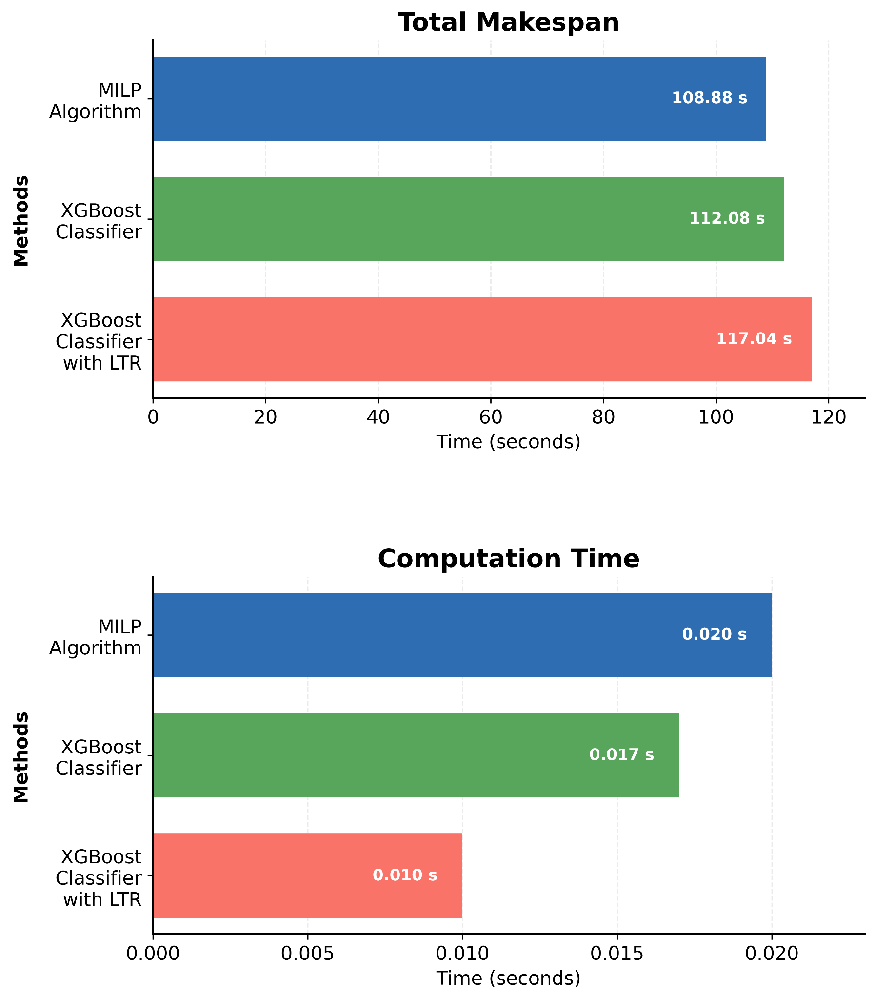 Total Makespan
Methods
MILP
Algorithm
108.88 s
XGBoost
Classifier
112.08 s
XGBoost
Classifier
with LTR
117.04 s
0 20 40 60 80 100 120
Time (seconds)
Computation Time
Methods
MILP
Algorithm
0.020 s
XGBoost
Classifier
0.017 s
XGBoost
Classifier
with LTR
0.010 s
0.000 0.005 0.010 0.015 0.020
Time (seconds)